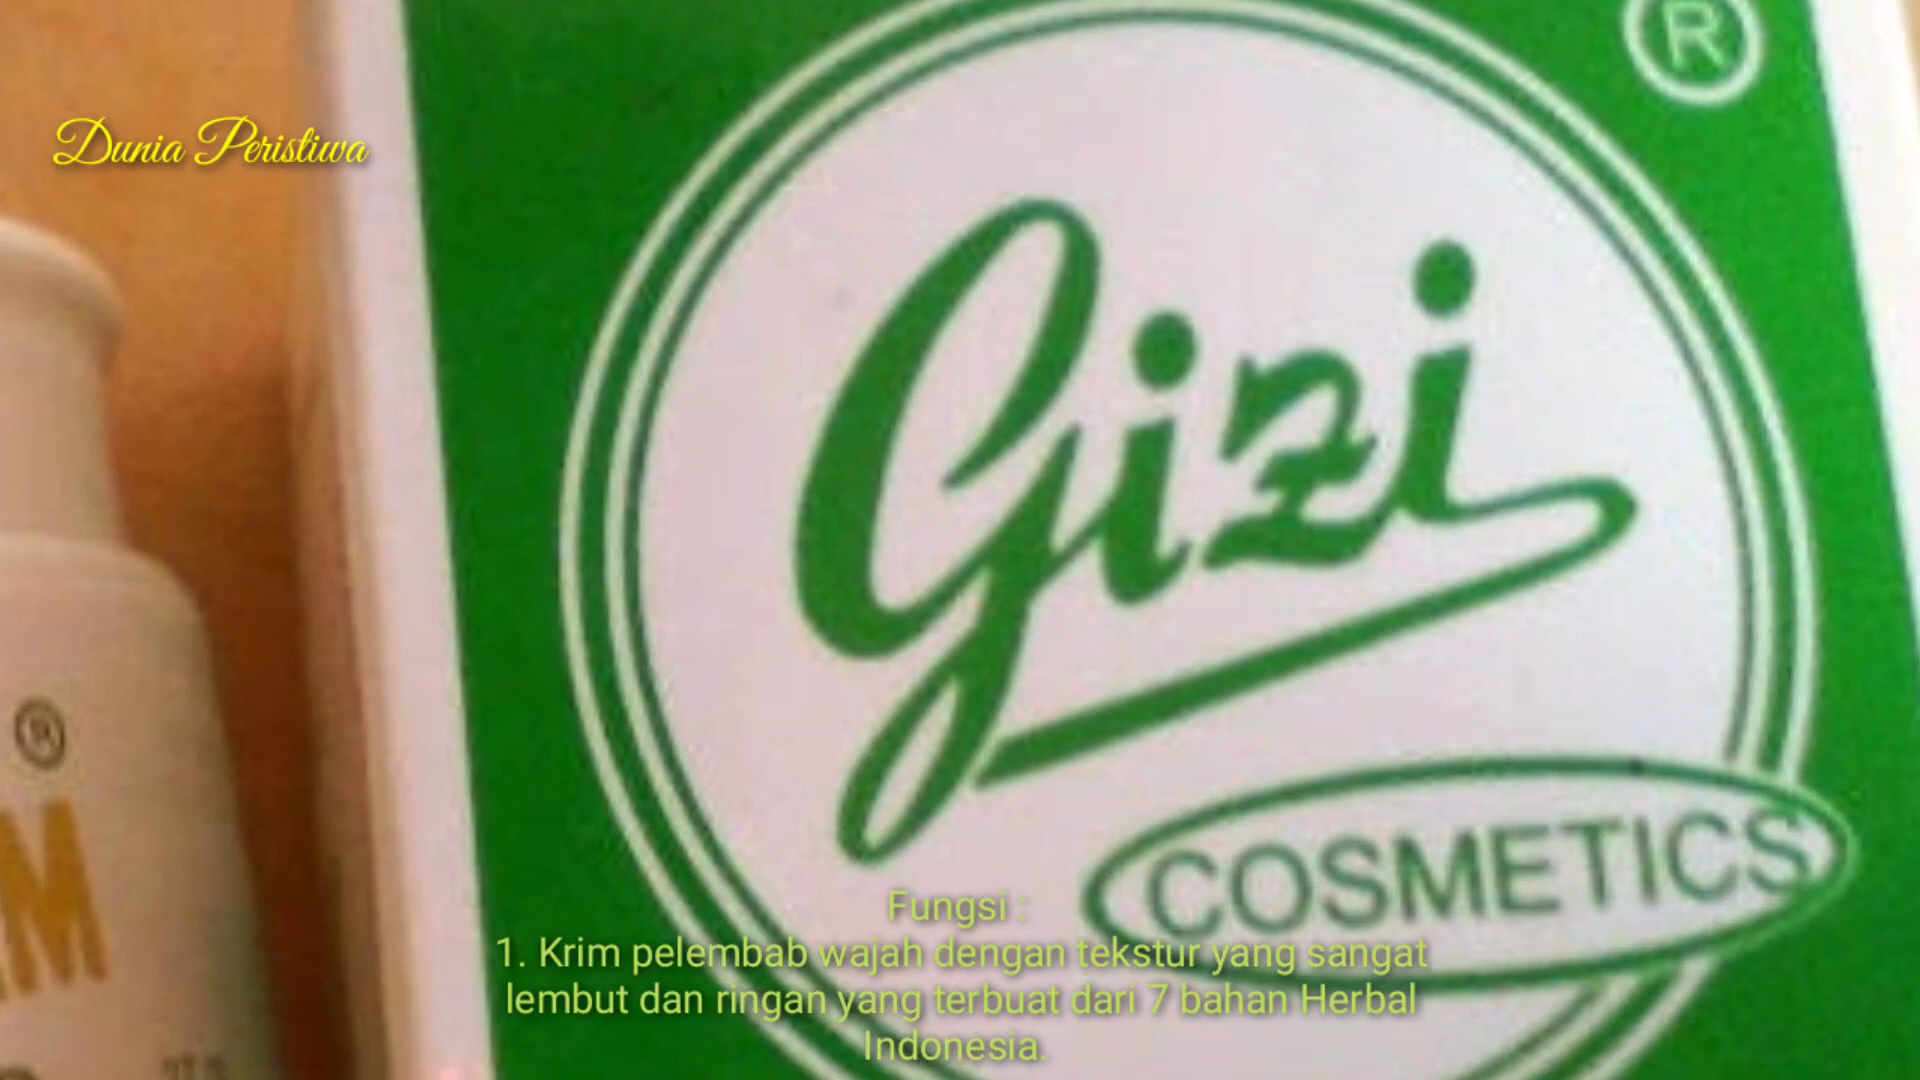 Dunia Peristiwa
®
Gizi
COSMETICS
®
Fungsi :
1. Krim pelembab wajah dengan tekstur yang sangat
lembut dan ringan yang terbuat dari 7 bahan Herbal
Indonesia.